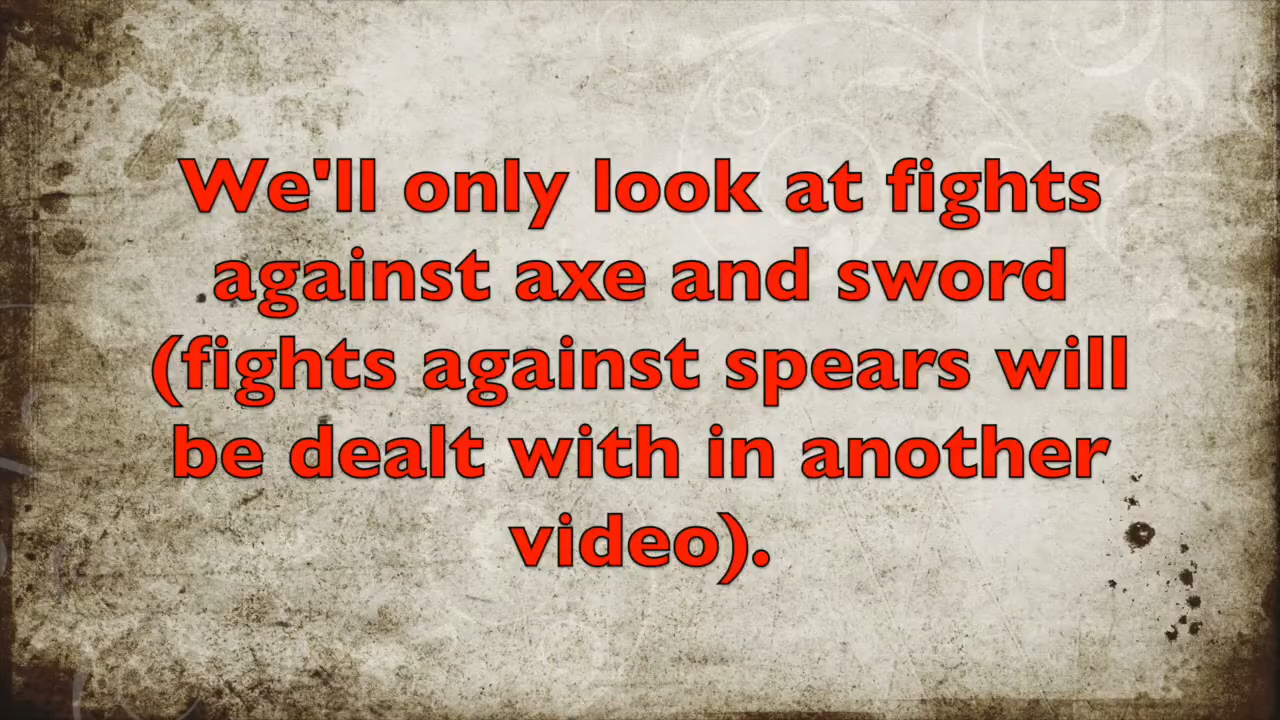 We'll only look at fights
against axe and sword
(fights against spears will
be dealt with in another
video).